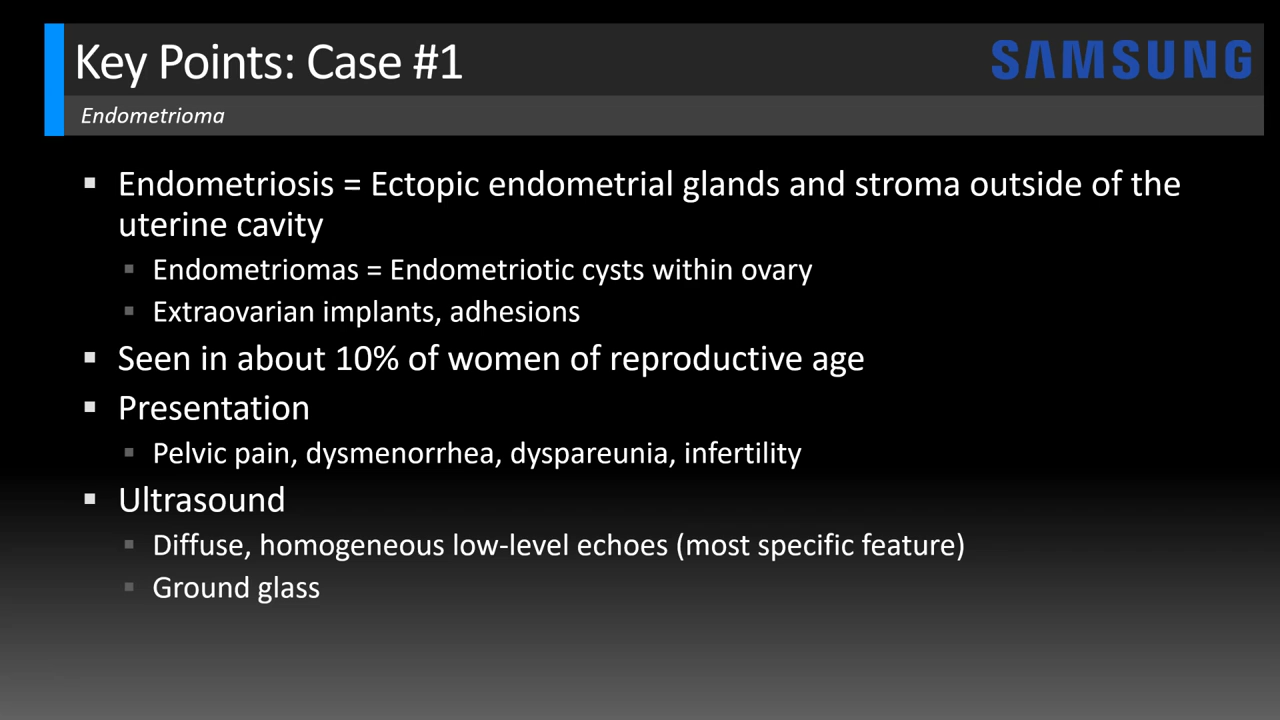 Key Points: Case #1
SAMSUNG
Endometrioma
▪ Endometriosis = Ectopic endometrial glands and stroma outside of the
uterine cavity
▪ Endometriomas = Endometriotic cysts within ovary
▪ Extraovarian implants, adhesions
▪ Seen in about 10% of women of reproductive age
▪ Presentation
▪ Pelvic pain, dysmenorrhea, dyspareunia, infertility
▪ Ultrasound
▪ Diffuse, homogeneous low-level echoes (most specific feature)
▪ Ground glass